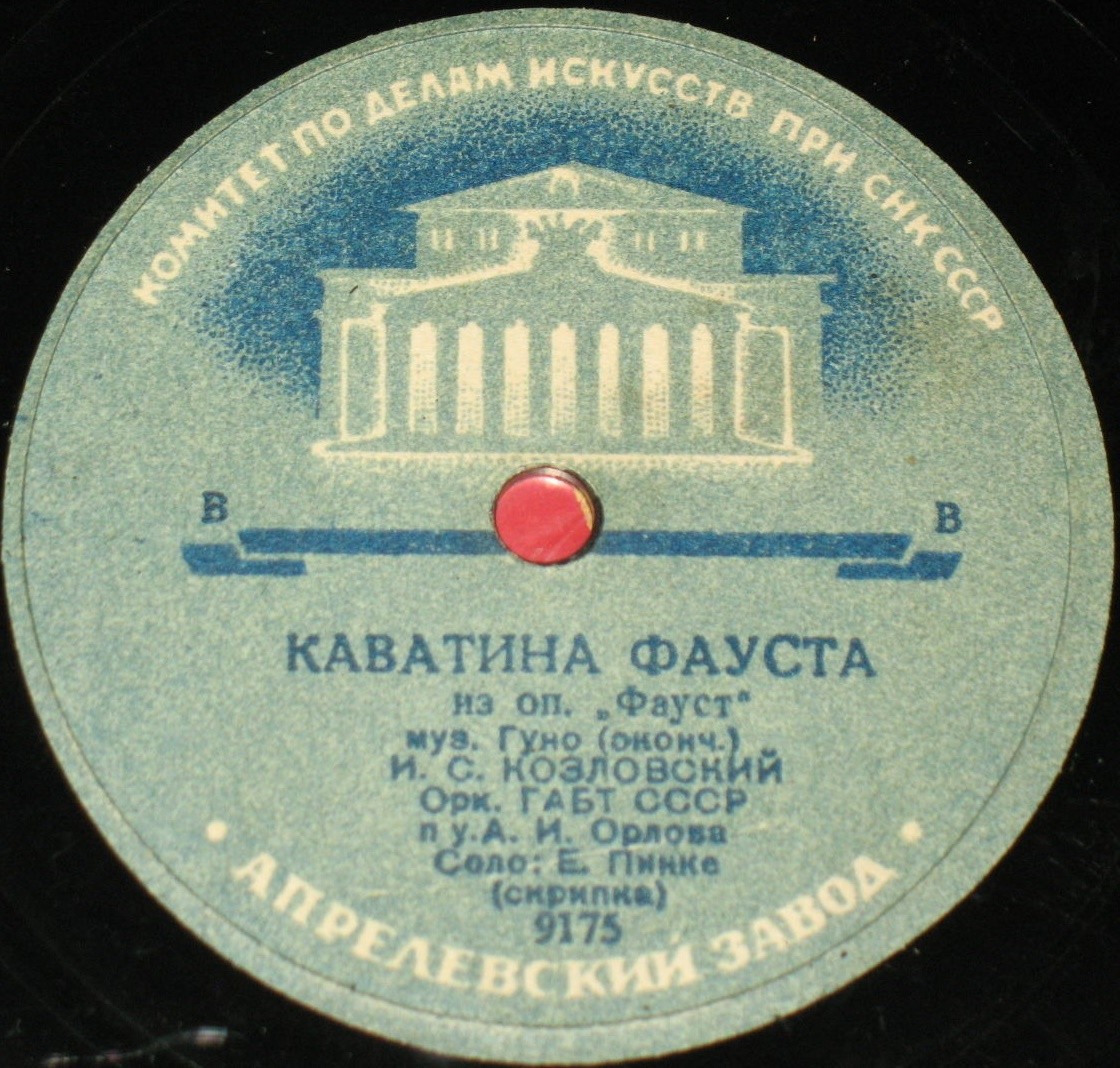 КОМИТЕТ ПО ДЕЛАМ ИСКУССТВ ПРИ СНК СССР
В В
КАВАТИНА ФАУСТА
из оп. „Фауст“
муз. Гуно (оконч.)
И. С. КОЗЛОВСКИЙ
Орк. ГАБТ СССР
п у. А. И. Орлова
Соло: Е. Пинке
(скрипка)
9175
АПРЕЛЕВСКИЙ ЗАВОД